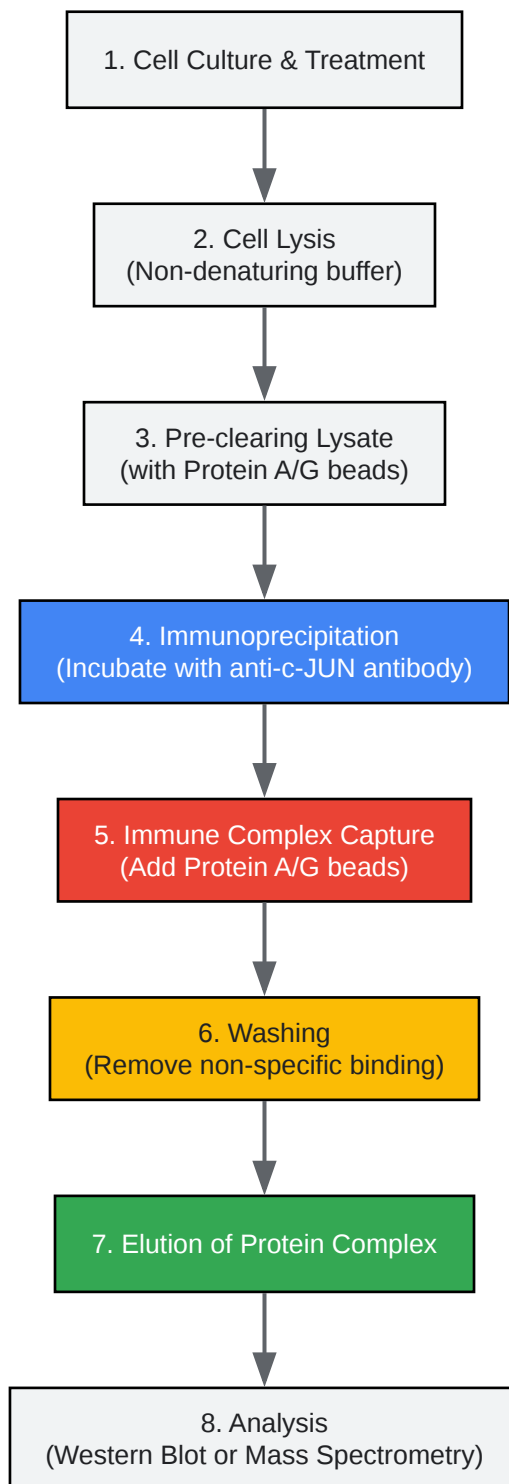 1. Cell Culture & Treatment
2. Cell Lysis
(Non-denaturing buffer)
3. Pre-clearing Lysate
(with Protein A/G beads)
4. Immunoprecipitation
(Incubate with anti-c-JUN antibody)
5. Immune Complex Capture
(Add Protein A/G beads)
6. Washing
(Remove non-specific binding)
7. Elution of Protein Complex
8. Analysis
(Western Blot or Mass Spectrometry)